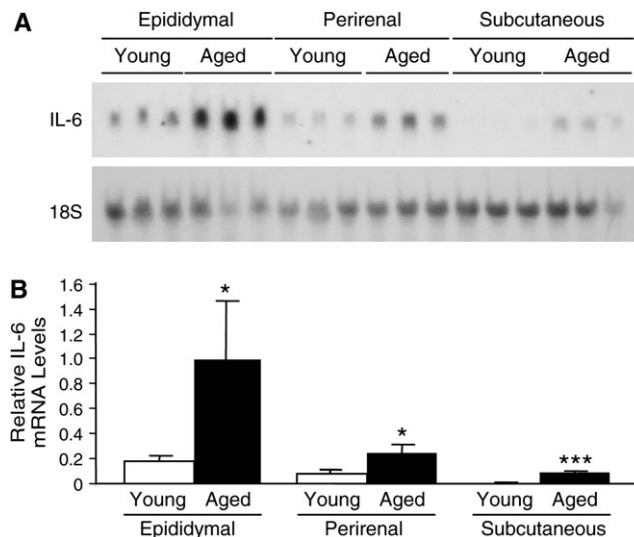 A
Epididymal Perirenal Subcutaneous
Young Aged Young Aged Young Aged
IL-6
18S
B
Relative IL-6
mRNA Levels
1.6
1.4
1.2
1.0
0.8
0.6
0.4
0.2
0
* * ***
Young Aged Young Aged Young Aged
Epididymal Perirenal Subcutaneous